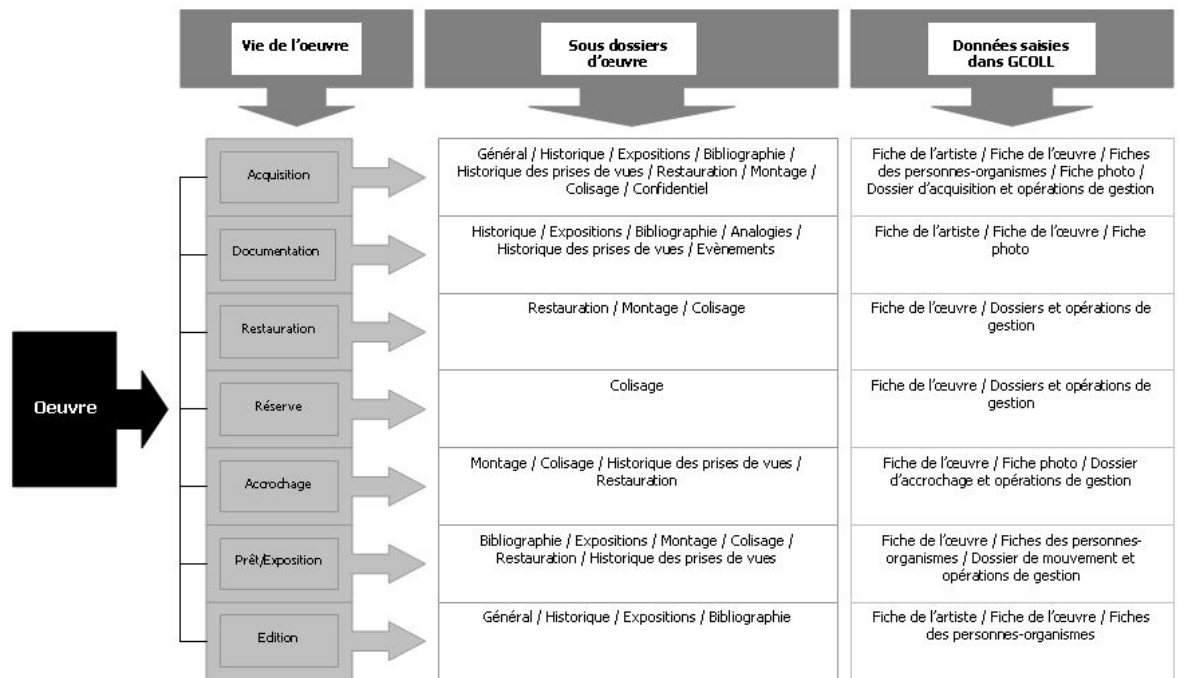 Vie de l'oeuvre
Sous dossiers
d'œuvre
Données saisies
dans GCOLL
Oeuvre
Acquisition
Général / Historique / Expositions / Bibliographie /
Historique des prises de vues / Restauration / Montage /
Colisage / Confidentiel
Fiche de l'artiste / Fiche de l'œuvre / Fiches
des personnes-organismes / Fiche photo /
Dossier d'acquisition et opérations de gestion
Documentation
Historique / Expositions / Bibliographie / Analogies /
Historique des prises de vues / Evènements
Fiche de l'artiste / Fiche de l'œuvre / Fiche
photo
Restauration
Restauration / Montage / Colisage
Fiche de l'œuvre / Dossiers et opérations de
gestion
Réserve
Colisage
Fiche de l'œuvre / Dossiers et opérations de
gestion
Accrochage
Montage / Colisage / Historique des prises de vues /
Restauration
Fiche de l'œuvre / Fiche photo / Dossier
d'accrochage et opérations de gestion
Prêt/Exposition
Bibliographie / Expositions / Montage / Colisage /
Restauration / Historique des prises de vues
Fiche de l'œuvre / Fiches des personnes-
organismes / Dossier de mouvement et
opérations de gestion
Edition
Général / Historique / Expositions / Bibliographie
Fiche de l'artiste / Fiche de l'œuvre / Fiches
des personnes-organismes